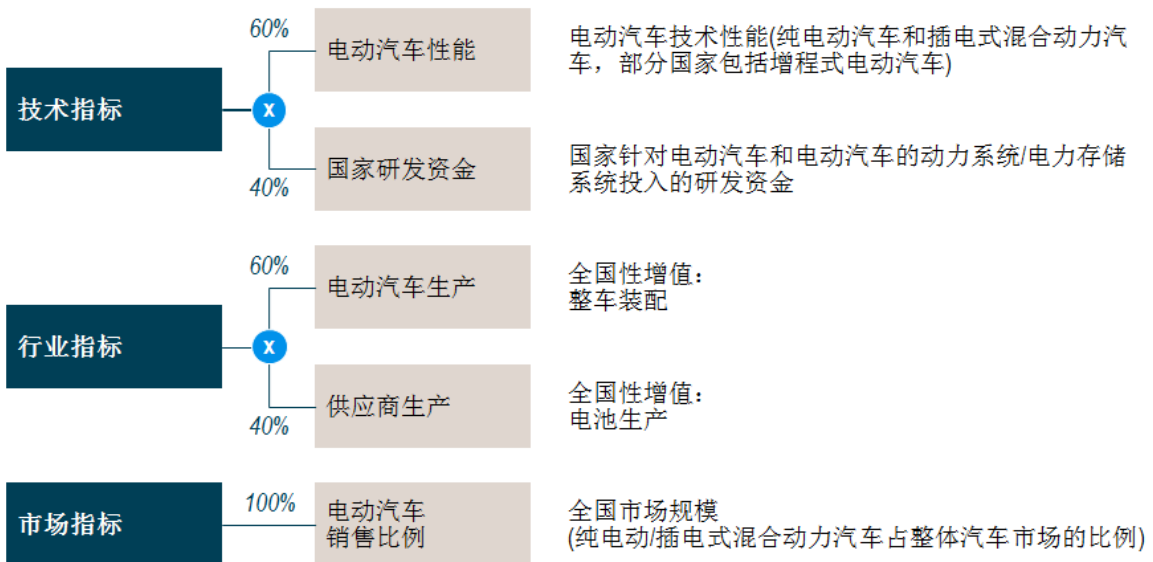 60%
电动汽车性能
电动汽车技术性能(纯电动汽车和插电式混合动力汽
车，部分国家包括增程式电动汽车)
技术指标
X
国家研发资金
国家针对电动汽车和电动汽车的动力系统/电力存储
系统投入的研发资金
40%
60%
电动汽车生产
全国性增值：
整车装配
行业指标
X
供应商生产
全国性增值：
电池生产
40%
市场指标
100%
电动汽车
销售比例
全国市场规模
(纯电动/插电式混合动力汽车占整体汽车市场的比例)